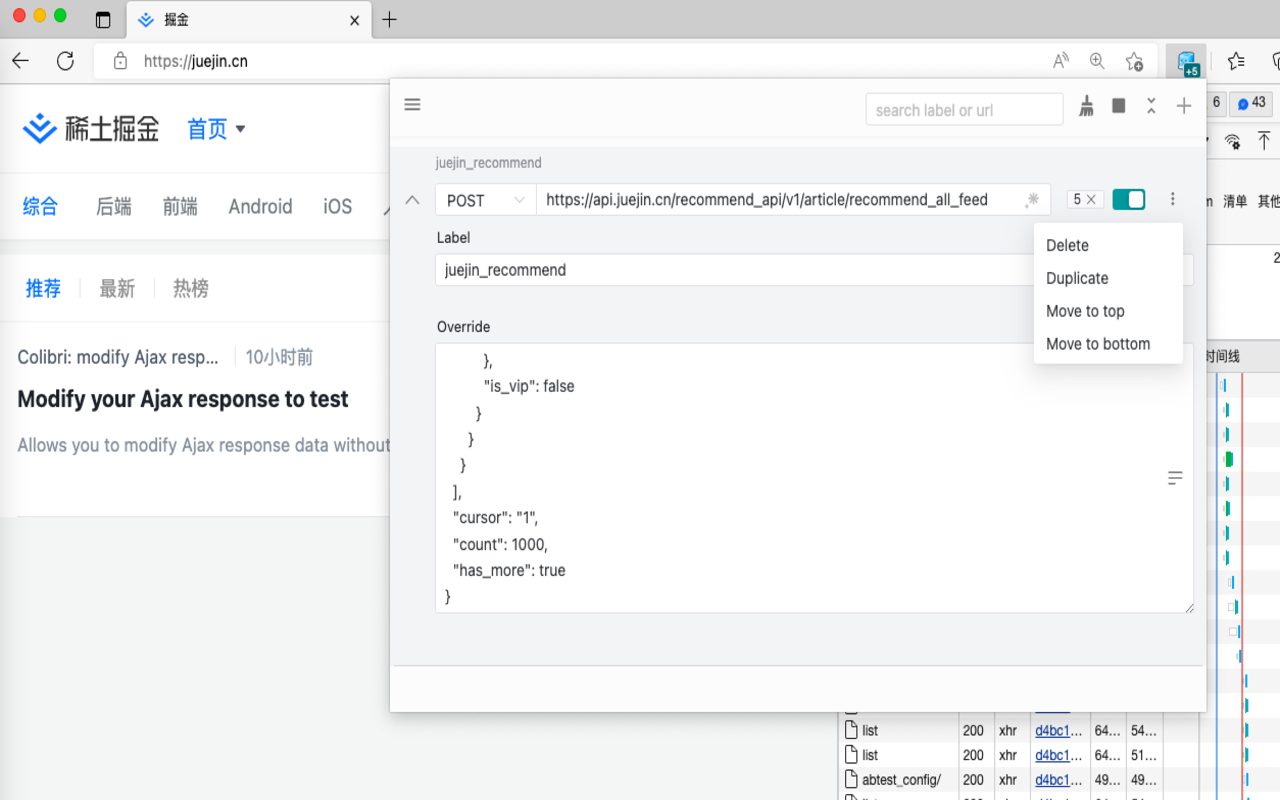 掘金
https://juejin.cn
+5
稀土掘金
首页
6
43
search label or url
综合
后端
前端
Android
iOS
juejin_recommend
POST
https://api.juejin.cn/recommend_api/v1/article/recommend_all_feed
5
清单
Label
juejin_recommend
Delete
Duplicate
Move to top
Move to bottom
推荐
最新
热榜
Override
时间线
Colibri: modify Ajax resp...
10小时前
Modify your Ajax response to test
Allows you to modify Ajax response data without
},
"is_vip": false
}
}
}
],
"cursor": "1",
"count": 1000,
"has_more": true
}
list
200
xhr
d4bc1...
64...
54...
list
200
xhr
d4bc1...
64...
51...
abtest_config/
200
xhr
d4bc1...
49...
49...